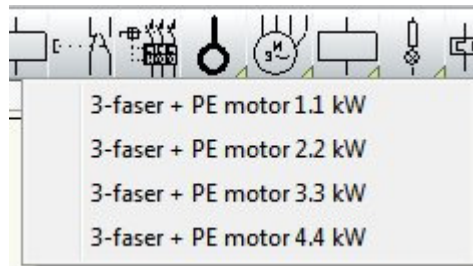 M
3~
3-faser + PE motor 1.1 kW
3-faser + PE motor 2.2 kW
3-faser + PE motor 3.3 kW
3-faser + PE motor 4.4 kW